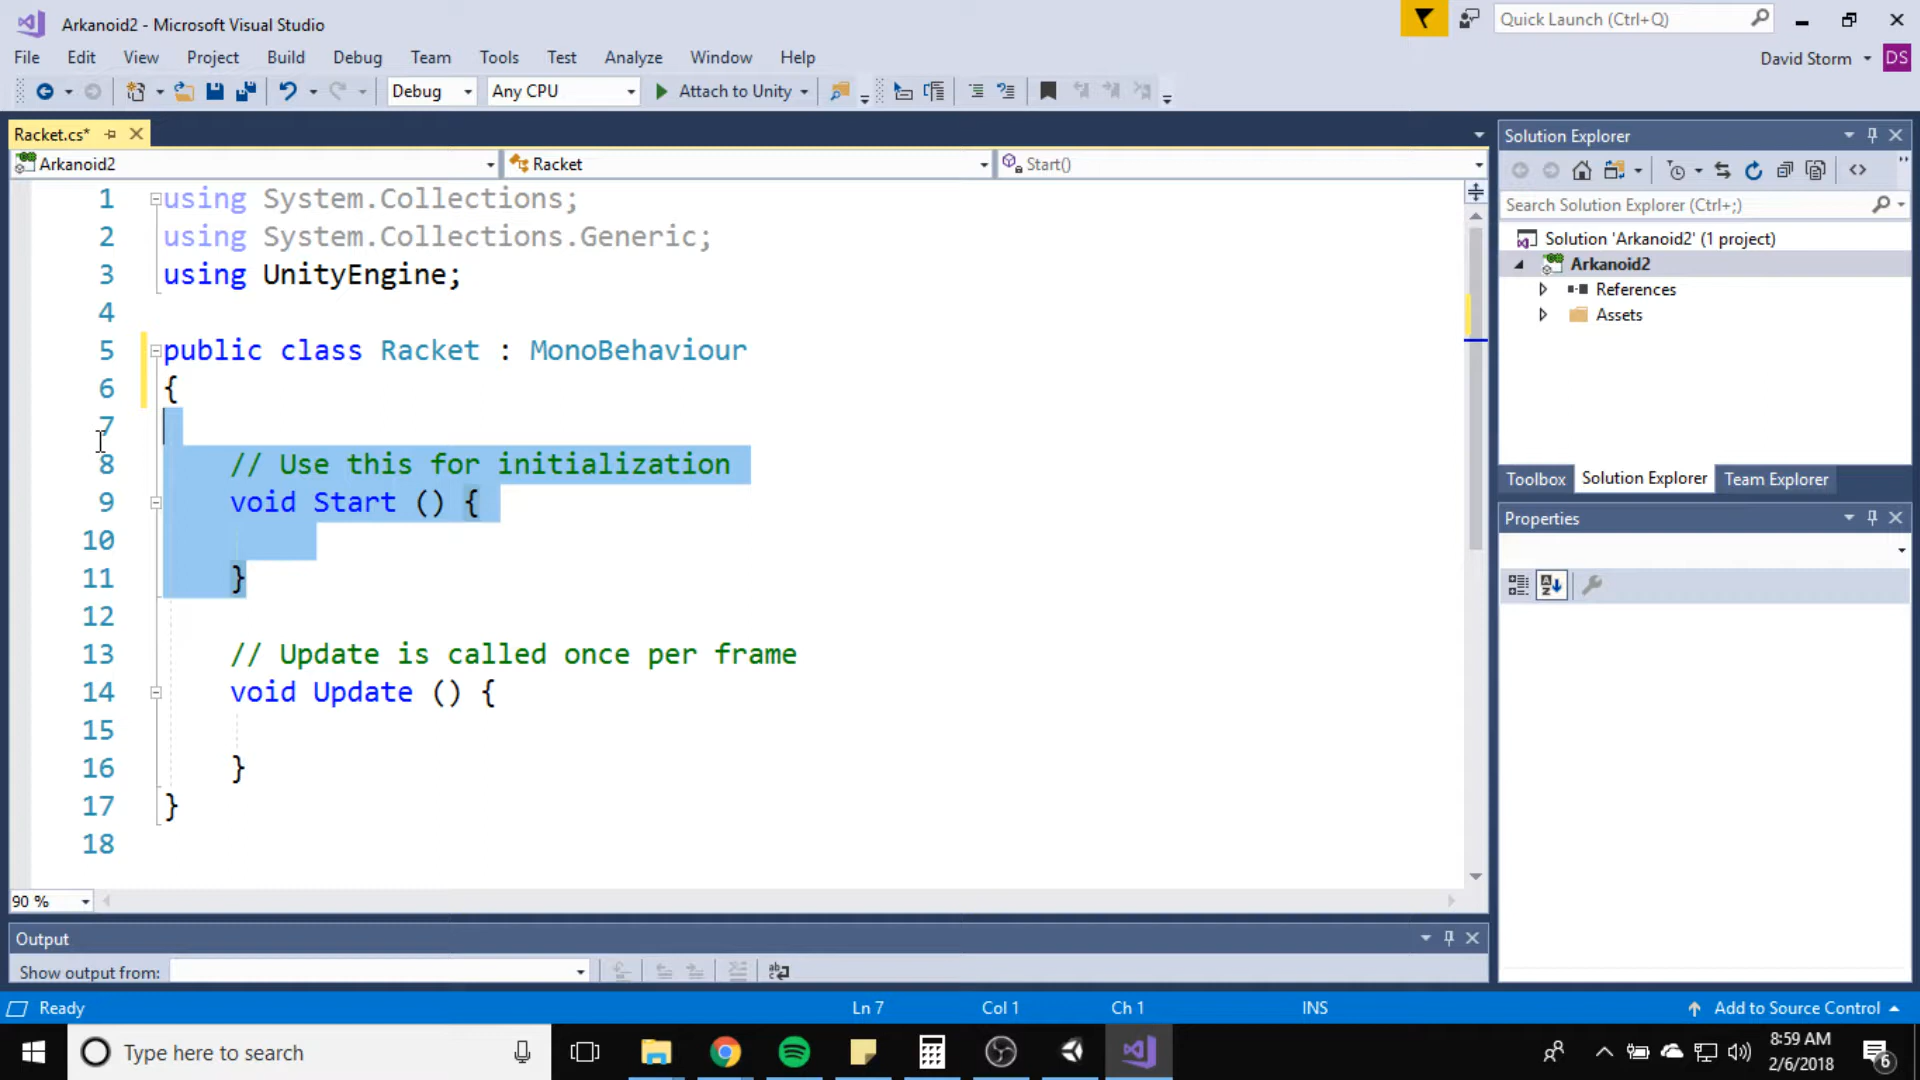 Arkanoid2 - Microsoft Visual Studio
Quick Launch (Ctrl+Q)
File Edit View Project Build Debug Team Tools Test Analyze Window Help
David Storm DS
Debug Any CPU Attach to Unity
Racket.cs*
Arkanoid2 Racket Start()
1 using System.Collections;
2 using System.Collections.Generic;
3 using UnityEngine;
4
5 public class Racket : MonoBehaviour
6 {
7
8 // Use this for initialization
9 void Start () {
10
11 }
12
13 // Update is called once per frame
14 void Update () {
15
16 }
17 }
18
90 %
Output
Show output from:
Solution Explorer
Search Solution Explorer (Ctrl+;)
Solution 'Arkanoid2' (1 project)
Arkanoid2
References
Assets
Toolbox Solution Explorer Team Explorer
Properties
Ready Ln 7 Col 1 Ch 1 INS Add to Source Control
Type here to search
8:59 AM
2/6/2018
6